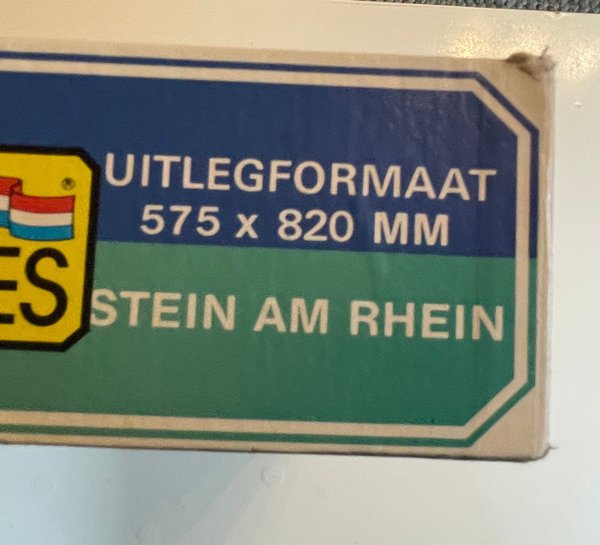 UITLEGFORMAAT
575 x 820 MM
®
ES
STEIN AM RHEIN